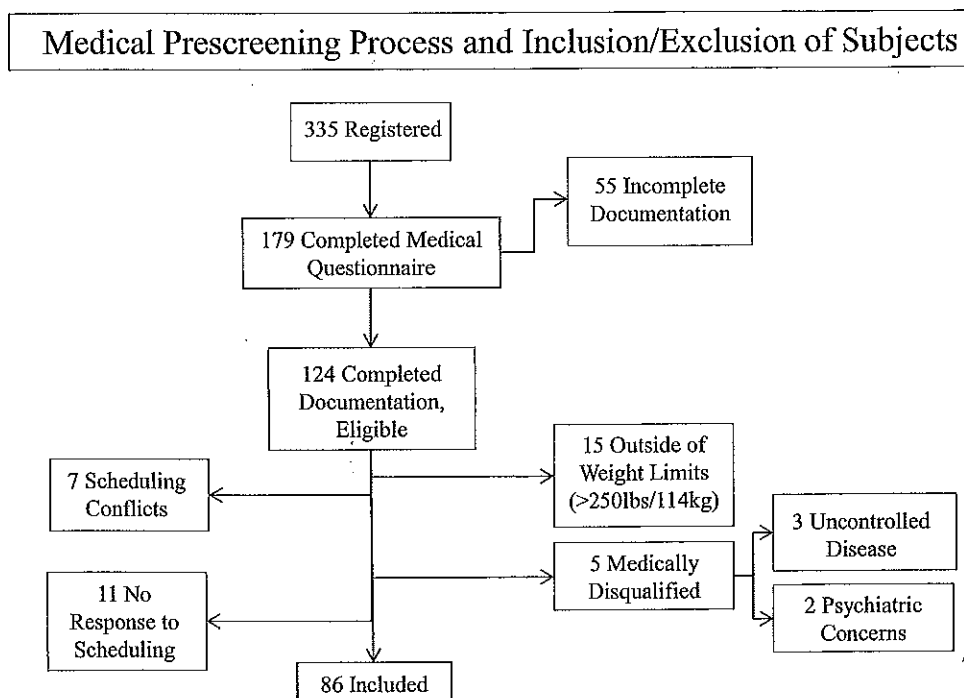 Medical Prescreening Process and Inclusion/Exclusion of Subjects
335 Registered
55 Incomplete
Documentation
179 Completed Medical
Questionnaire
124 Completed
Documentation,
Eligible
7 Scheduling
Conflicts
15 Outside of
Weight Limits
(>250lbs/114kg)
3 Uncontrolled
Disease
5 Medically
Disqualified
11 No
Response to
Scheduling
2 Psychiatric
Concerns
86 Included